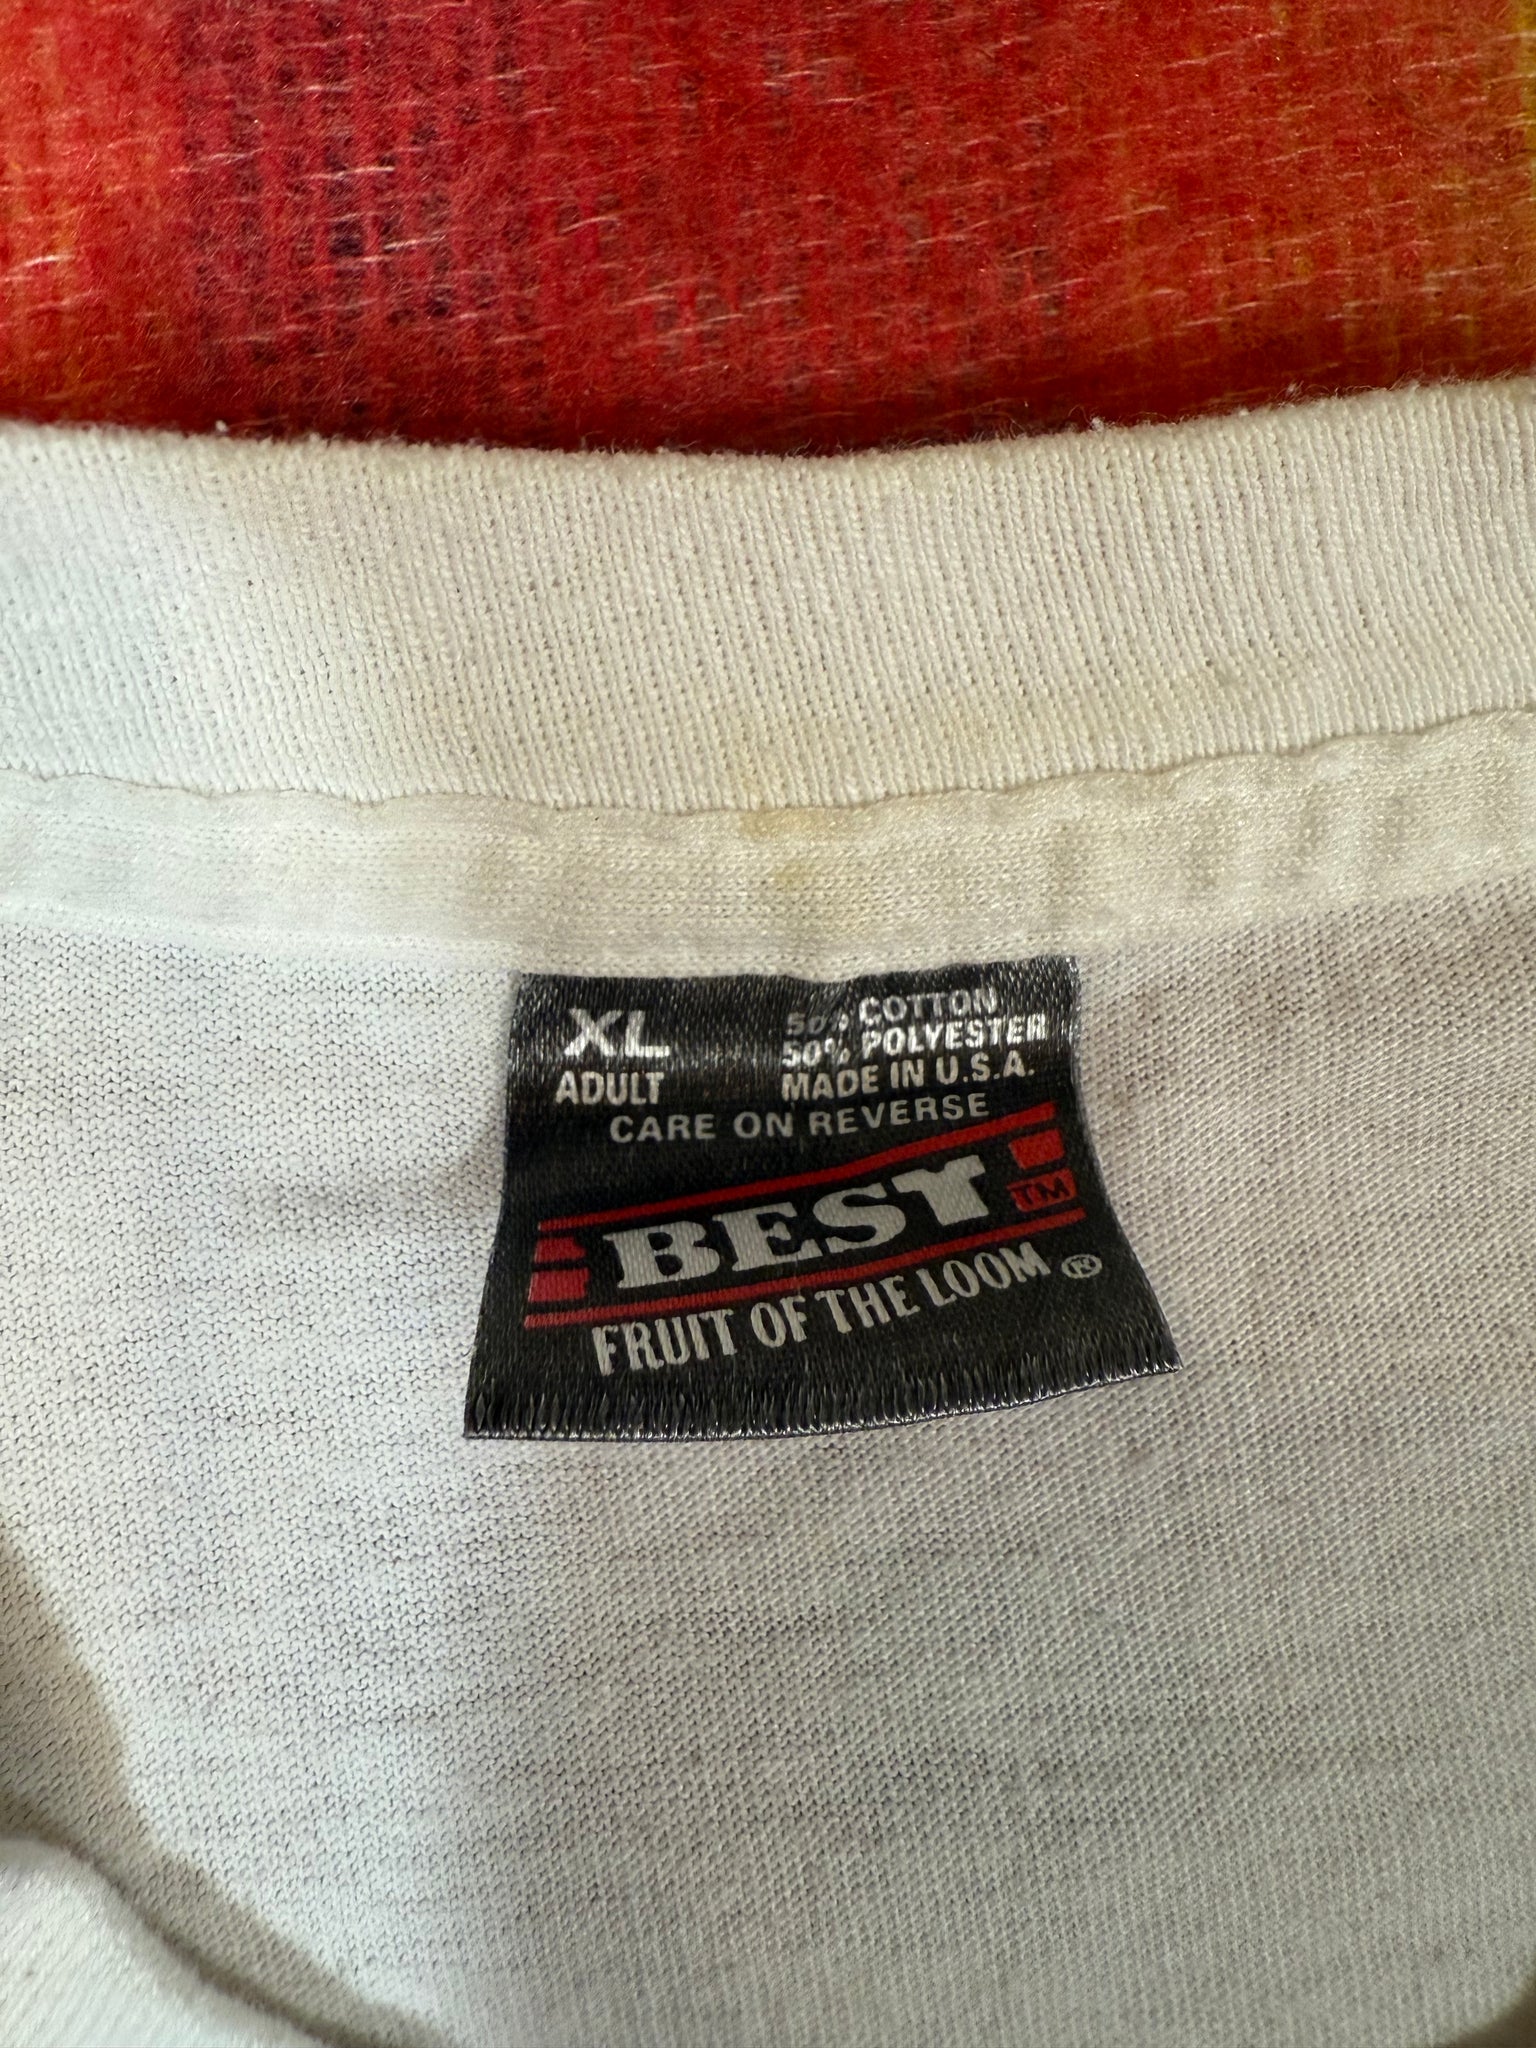 XL
ADULT
50% COTTON
50% POLYESTER
MADE IN U.S.A.
CARE ON REVERSE
BEST TM
FRUIT OF THE LOOM ®